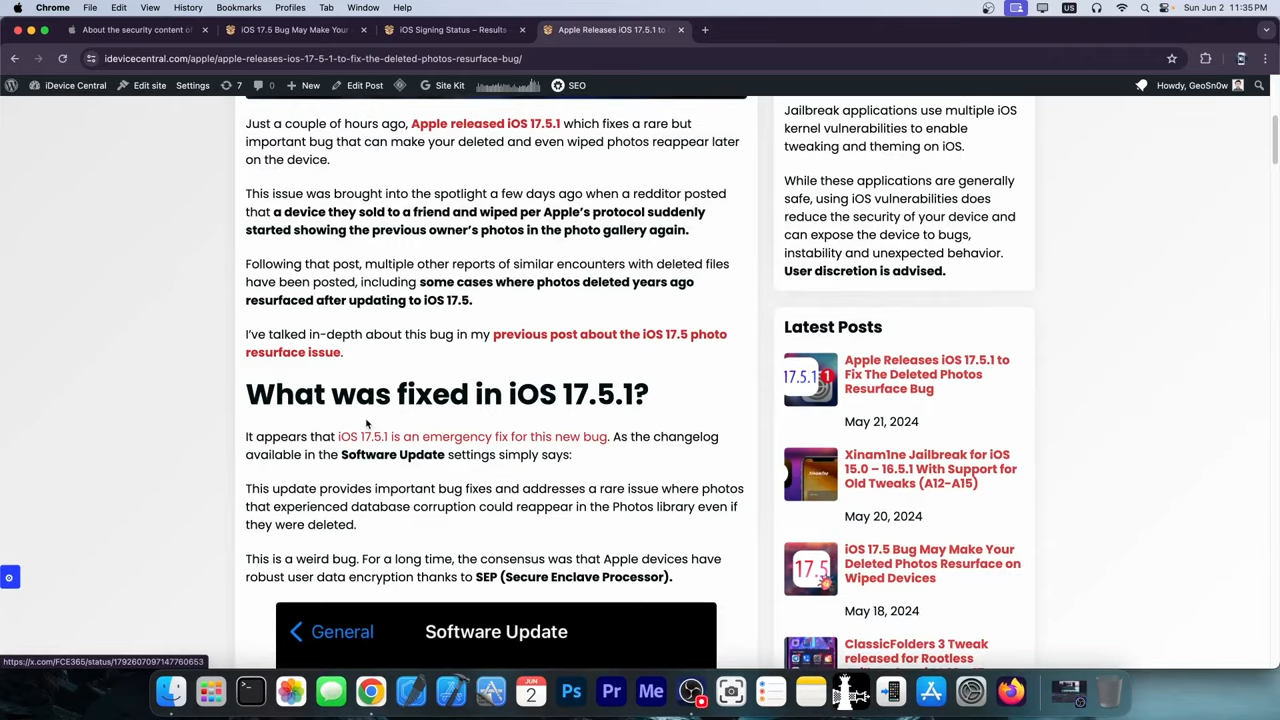 Chrome File Edit View History Bookmarks Profiles Tab Window Help Sun Jun 2 11:35 PM
About the security content of × iOS 17.5 Bug May Make Your × iOS Signing Status – Results × Apple Releases iOS 17.5.1 to ×
idevicecentral.com/apple/apple-releases-ios-17-5-1-to-fix-the-deleted-photos-resurface-bug/
iDevice Central Edit site Settings 7 0 New Edit Post Site Kit SEO Howdy, GeoSn0w
Just a couple of hours ago, Apple released iOS 17.5.1 which fixes a rare but
important bug that can make your deleted and even wiped photos reappear later
on the device.
This issue was brought into the spotlight a few days ago when a redditor posted
that a device they sold to a friend and wiped per Apple's protocol suddenly
started showing the previous owner's photos in the photo gallery again.
Following that post, multiple other reports of similar encounters with deleted files
have been posted, including some cases where photos deleted years ago
resurfaced after updating to iOS 17.5.
I've talked in-depth about this bug in my previous post about the iOS 17.5 photo
resurface issue.
What was fixed in iOS 17.5.1?
It appears that iOS 17.5.1 is an emergency fix for this new bug. As the changelog
available in the Software Update settings simply says:
This update provides important bug fixes and addresses a rare issue where photos
that experienced database corruption could reappear in the Photos library even if
they were deleted.
This is a weird bug. For a long time, the consensus was that Apple devices have
robust user data encryption thanks to SEP (Secure Enclave Processor).
General Software Update
Jailbreak applications use multiple iOS
kernel vulnerabilities to enable
tweaking and theming on iOS.
While these applications are generally
safe, using iOS vulnerabilities does
reduce the security of your device and
can expose the device to bugs,
instability and unexpected behavior.
User discretion is advised.
Latest Posts
17.5.1 1
Apple Releases iOS 17.5.1 to
Fix The Deleted Photos
Resurface Bug
May 21, 2024
Xinam1ne Jailbreak for iOS
15.0 – 16.5.1 With Support for
Old Tweaks (A12-A15)
May 20, 2024
17.5
iOS 17.5 Bug May Make Your
Deleted Photos Resurface on
Wiped Devices
May 18, 2024
ClassicFolders 3 Tweak
released for Rootless
https://x.com/FCE365/status/1792607097147760653
JUN
2
Ps Pr Me